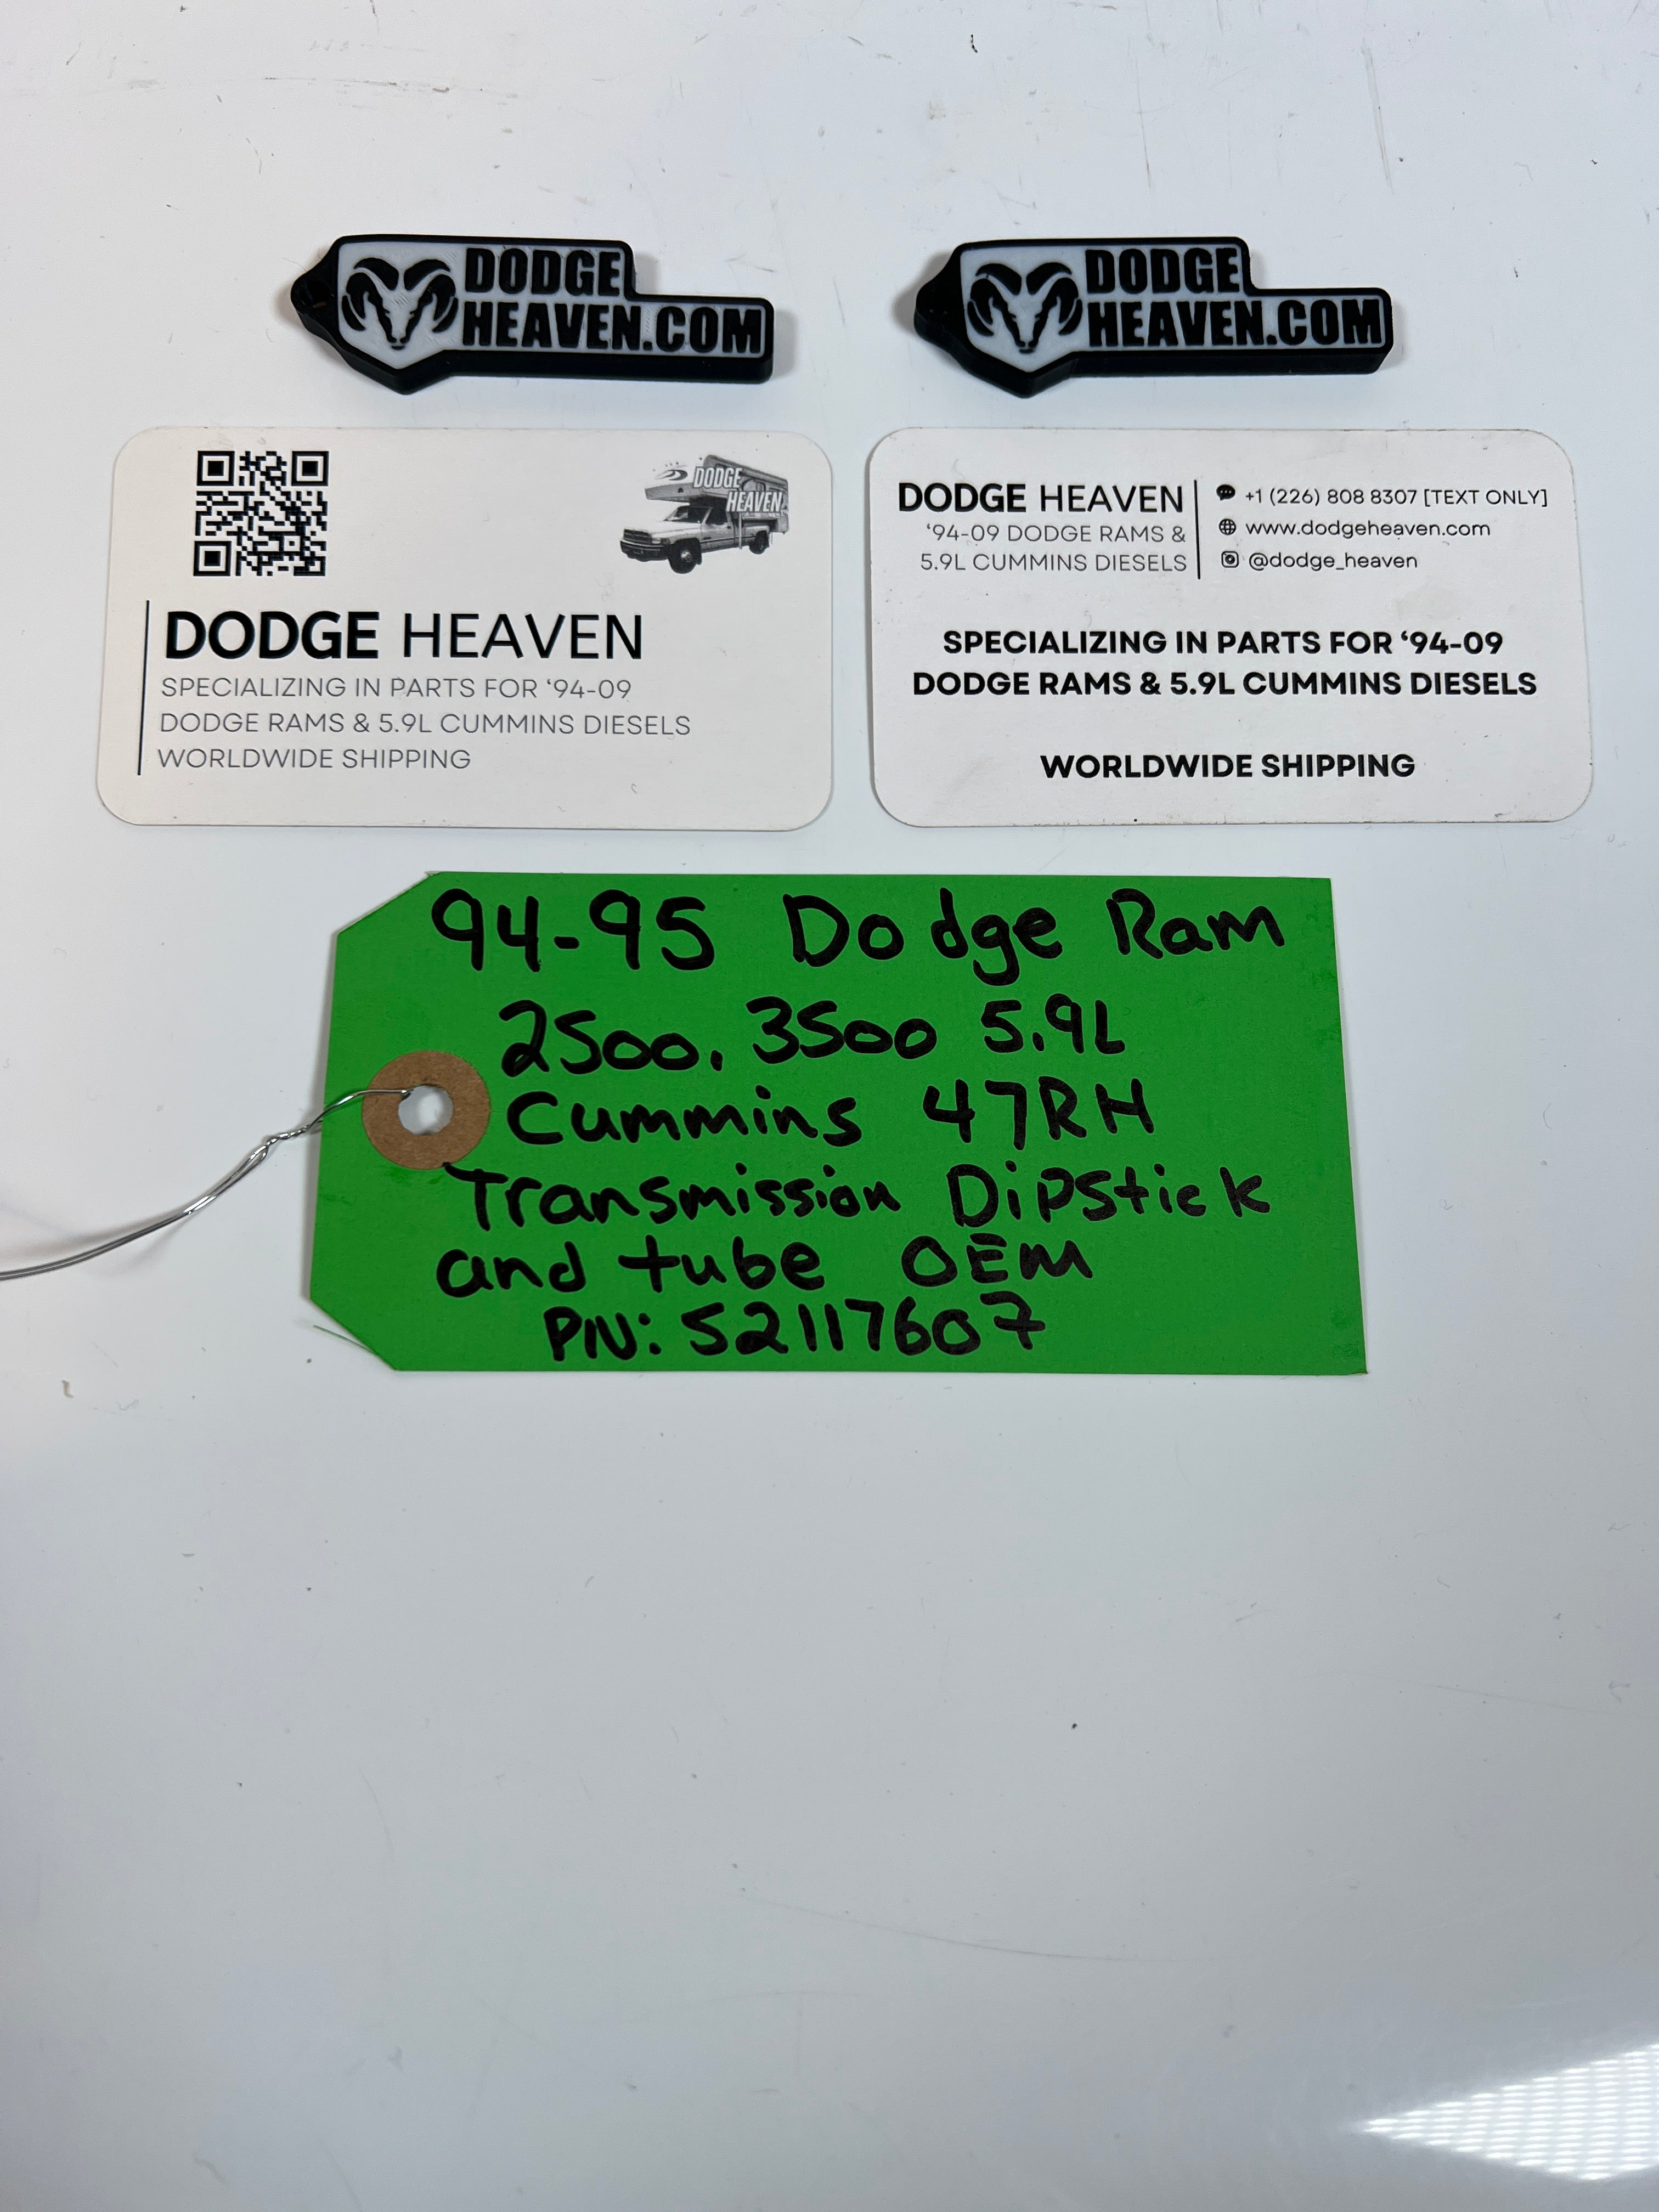 DODGE
HEAVEN.COM
DODGE
HEAVEN.COM
DODGE
HEAVEN
DODGE HEAVEN
SPECIALIZING IN PARTS FOR ‘94-09
DODGE RAMS & 5.9L CUMMINS DIESELS
WORLDWIDE SHIPPING
DODGE HEAVEN
‘94-09 DODGE RAMS &
5.9L CUMMINS DIESELS
+1 (226) 808 8307 [TEXT ONLY]
www.dodgeheaven.com
@dodge_heaven
SPECIALIZING IN PARTS FOR ‘94-09
DODGE RAMS & 5.9L CUMMINS DIESELS
WORLDWIDE SHIPPING
94-95 Dodge Ram
2500, 3500 5.9L
Cummins 47RH
Transmission Dipstick
and tube OEM
PN: 52117607